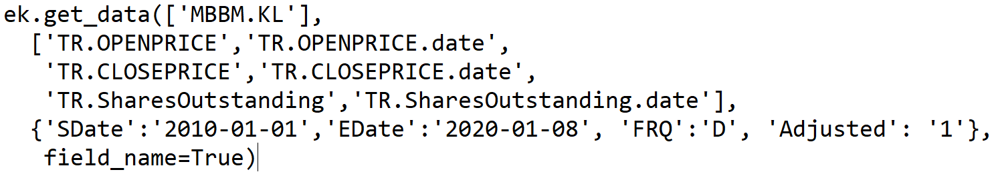 ek.get_data(['MBBM.KL'],
['TR.OPENPRICE','TR.OPENPRICE.date',
'TR.CLOSEPRICE','TR.CLOSEPRICE.date',
'TR.SharesOutstanding','TR.SharesOutstanding.date'],
{'SDate':'2010-01-01','EDate':'2020-01-08', 'FRQ':'D', 'Adjusted': '1'},
field_name=True)